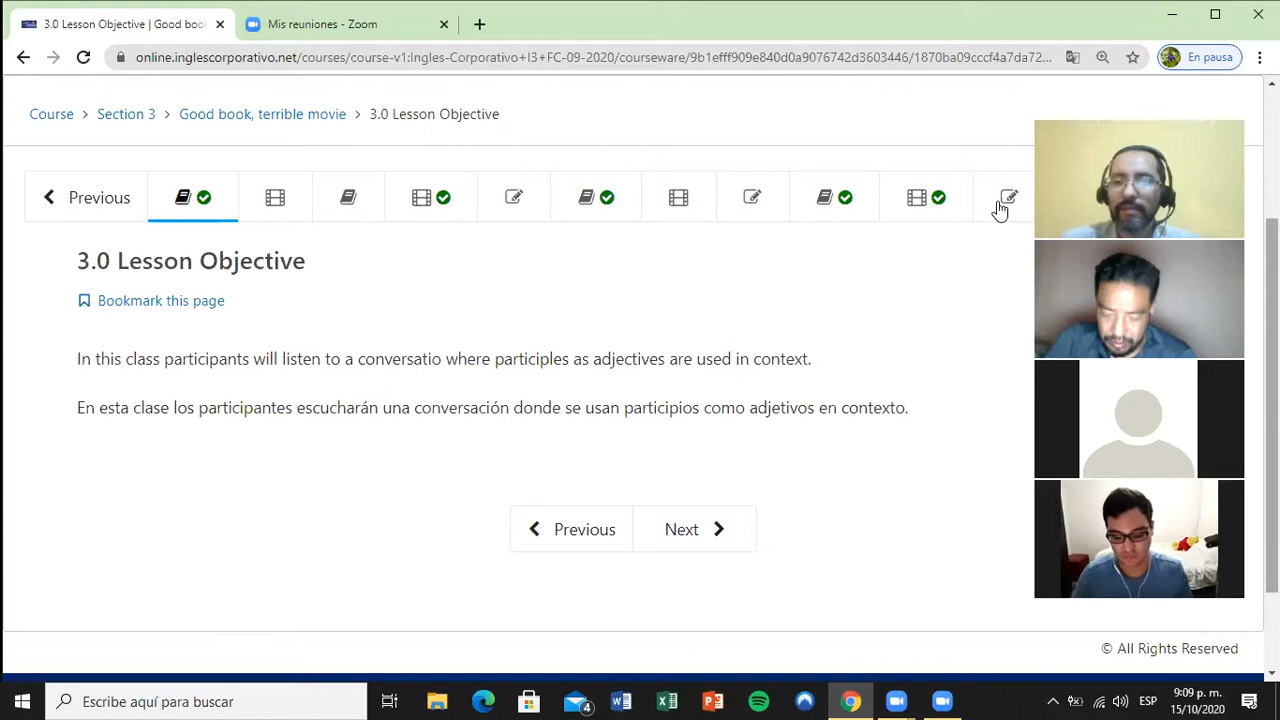 3.0 Lesson Objective | Good boo
Mis reuniones - Zoom
online.inglescorporativo.net/courses/course-v1:Ingles-Corporativo+I3+FC-09-2020/courseware/9b1efff909e840d0a9076742d3603446/1870ba09cccf4a7da72...
En pausa
Course > Section 3 > Good book, terrible movie > 3.0 Lesson Objective
Previous
3.0 Lesson Objective
Bookmark this page
In this class participants will listen to a conversatio where participles as adjectives are used in context.
En esta clase los participantes escucharán una conversación donde se usan participios como adjetivos en contexto.
Previous
Next
© All Rights Reserved
Escribe aquí para buscar
4
ESP
9:09 p. m.
15/10/2020